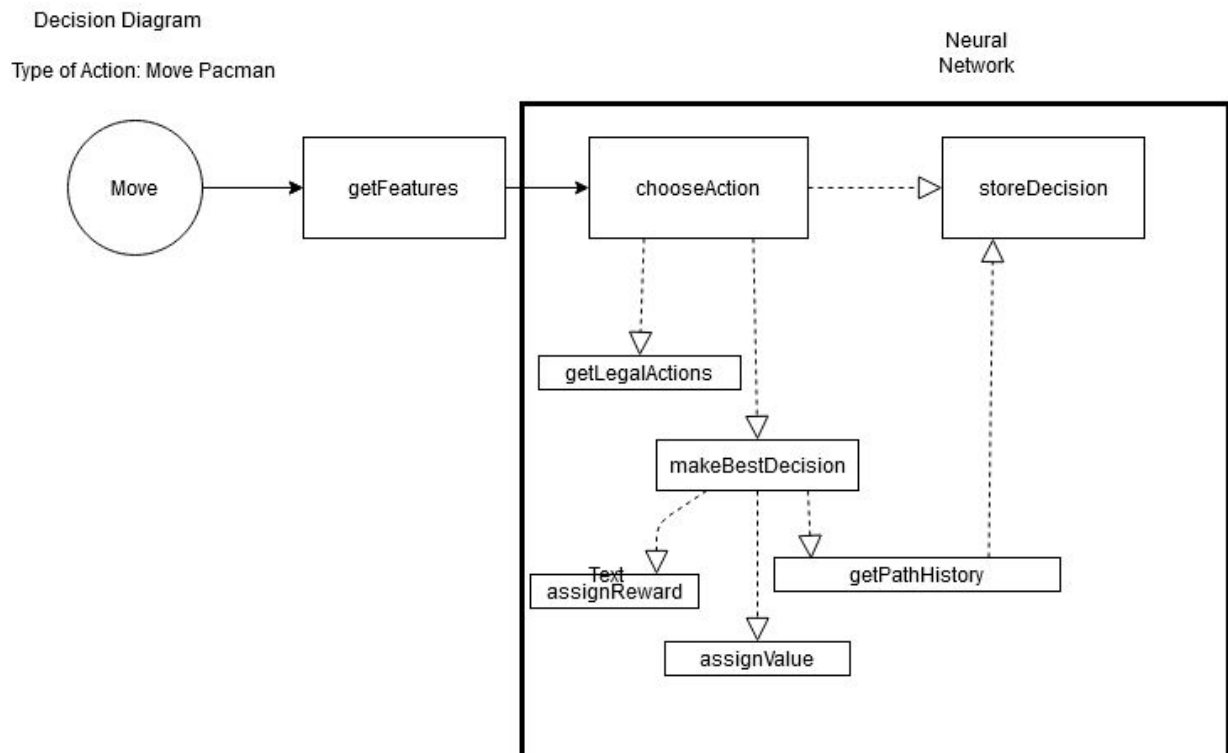 Decision Diagram
Neural
Network
Type of Action: Move Pacman
Move
getFeatures
chooseAction
storeDecision
getLegalActions
makeBestDecision
Text
assignReward
getPathHistory
assignValue